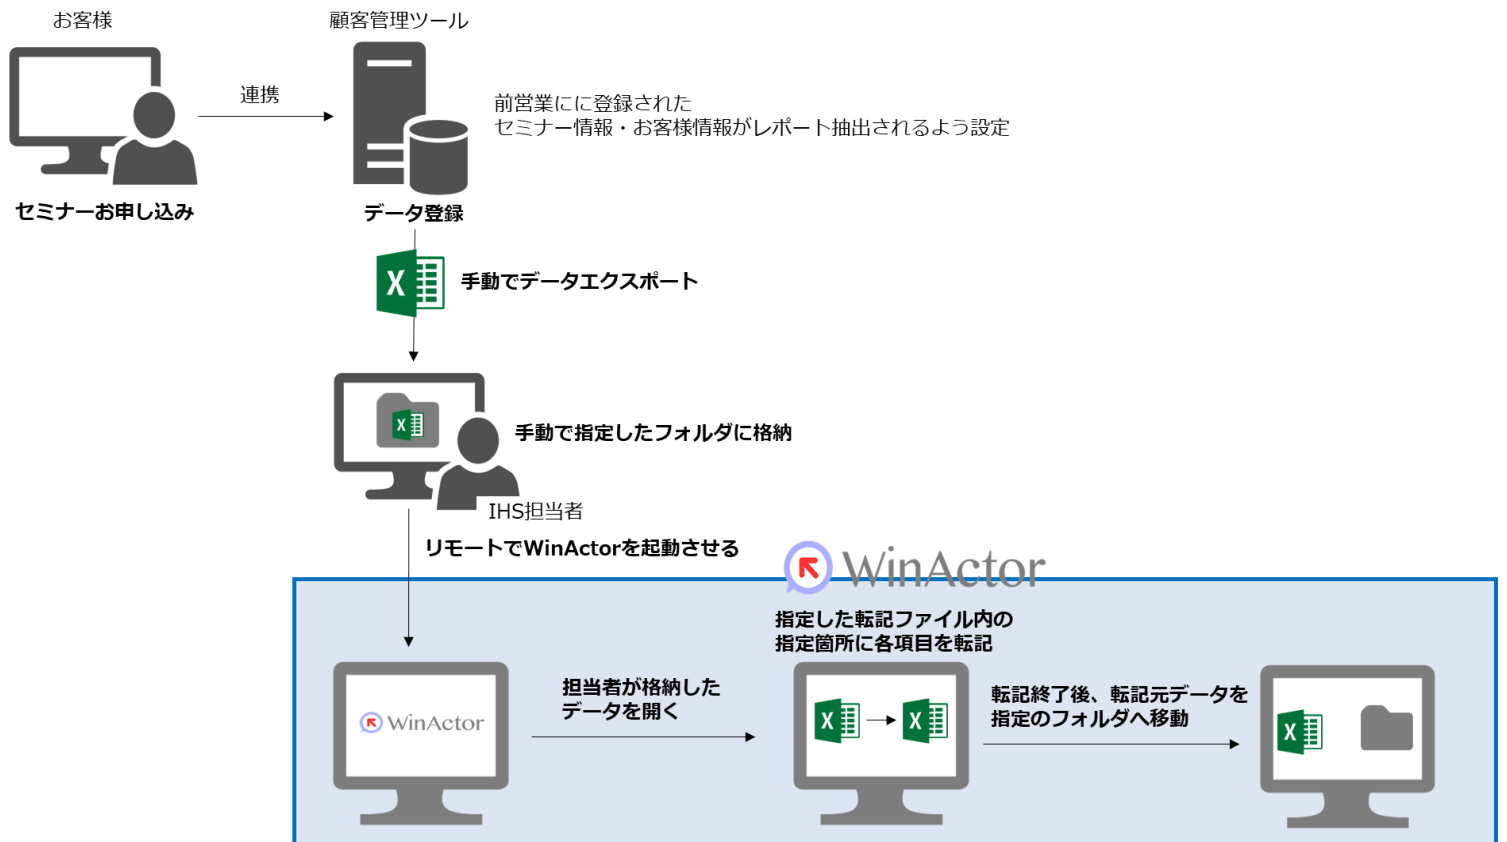 お客様
顧客管理ツール
連携
前営業にに登録された
セミナー情報・お客様情報がレポート抽出されるよう設定
セミナーお申し込み
データ登録
X
手動でデータエクスポート
X
手動で指定したフォルダに格納
IHS担当者
リモートでWinActorを起動させる
WinActor
指定した転記ファイル内の
指定箇所に各項目を転記
WinActor
担当者が格納した
データを開く
X
X
転記終了後、転記元データを
指定のフォルダへ移動
X